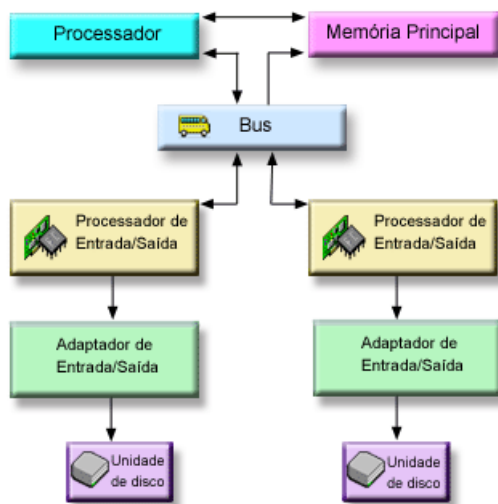 Processador
Memória Principal
Bus
Processador de
Entrada/Saída
Processador de
Entrada/Saída
Adaptador de
Entrada/Saída
Adaptador de
Entrada/Saída
Unidade
de disco
Unidade
de disco